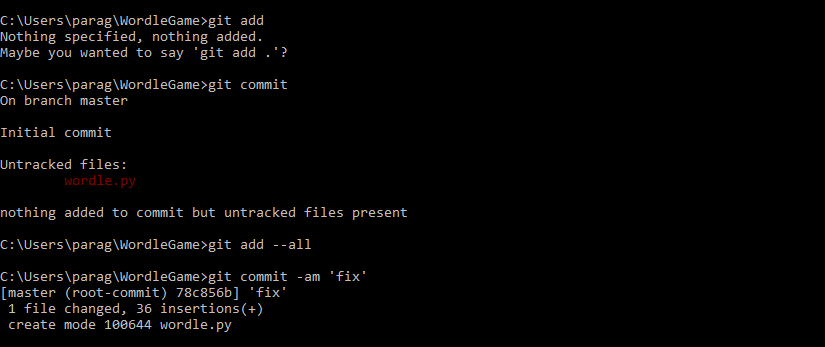 C:\Users\parag\WordleGame>git add
Nothing specified, nothing added.
Maybe you wanted to say 'git add .'?
C:\Users\parag\WordleGame>git commit
On branch master
Initial commit
Untracked files:
wordle.py
nothing added to commit but untracked files present
C:\Users\parag\WordleGame>git add --all
C:\Users\parag\WordleGame>git commit -am 'fix'
[master (root-commit) 78c856b] 'fix'
1 file changed, 36 insertions(+)
create mode 100644 wordle.py